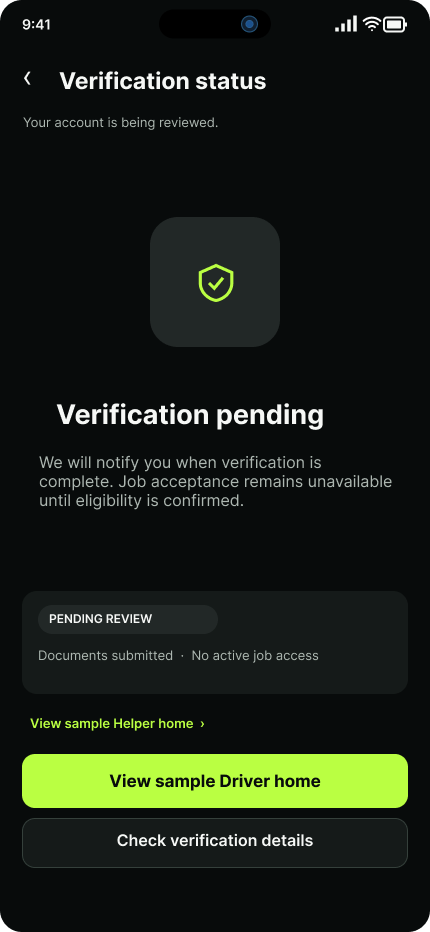 9:41
‹ Verification status
Your account is being reviewed.
Verification pending
We will notify you when verification is
complete. Job acceptance remains unavailable
until eligibility is confirmed.
PENDING REVIEW
Documents submitted · No active job access
View sample Helper home ›
View sample Driver home
Check verification details